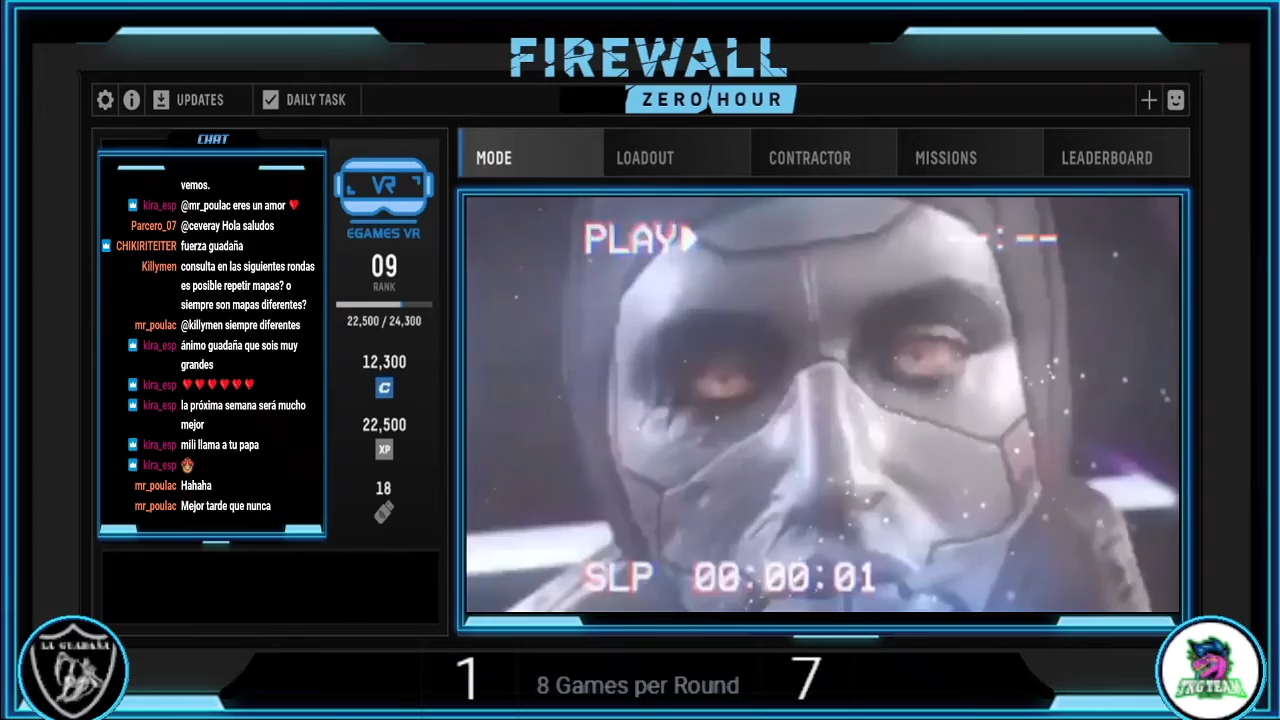 FIREWALL
ZERO HOUR
UPDATES
DAILY TASK
CHAT
vemos.
kira_esp @mr_poulac eres un amor ❤
Parcero_07 @ceveray Hola saludos
CHIKIRITEITER fuerza guadaña
Killymen consulta en las siguientes rondas
es posible repetir mapas? o
siempre son mapas diferentes?
mr_poulac @killymen siempre diferentes
kira_esp ánimo guadaña que sois muy
grandes
kira_esp ❤❤❤❤❤❤
kira_esp la próxima semana será mucho
mejor
kira_esp mili llama a tu papa
kira_esp
mr_poulac Hahaha
mr_poulac Mejor tarde que nunca
VR
EGAMES VR
09
RANK
22,500 / 24,300
12,300
C
22,500
XP
18
MODE
LOADOUT
CONTRACTOR
MISSIONS
LEADERBOARD
PLAY
--:--
SLP 00:00:01
LA GUADAÑA
1
8 Games per Round
7
TEAM